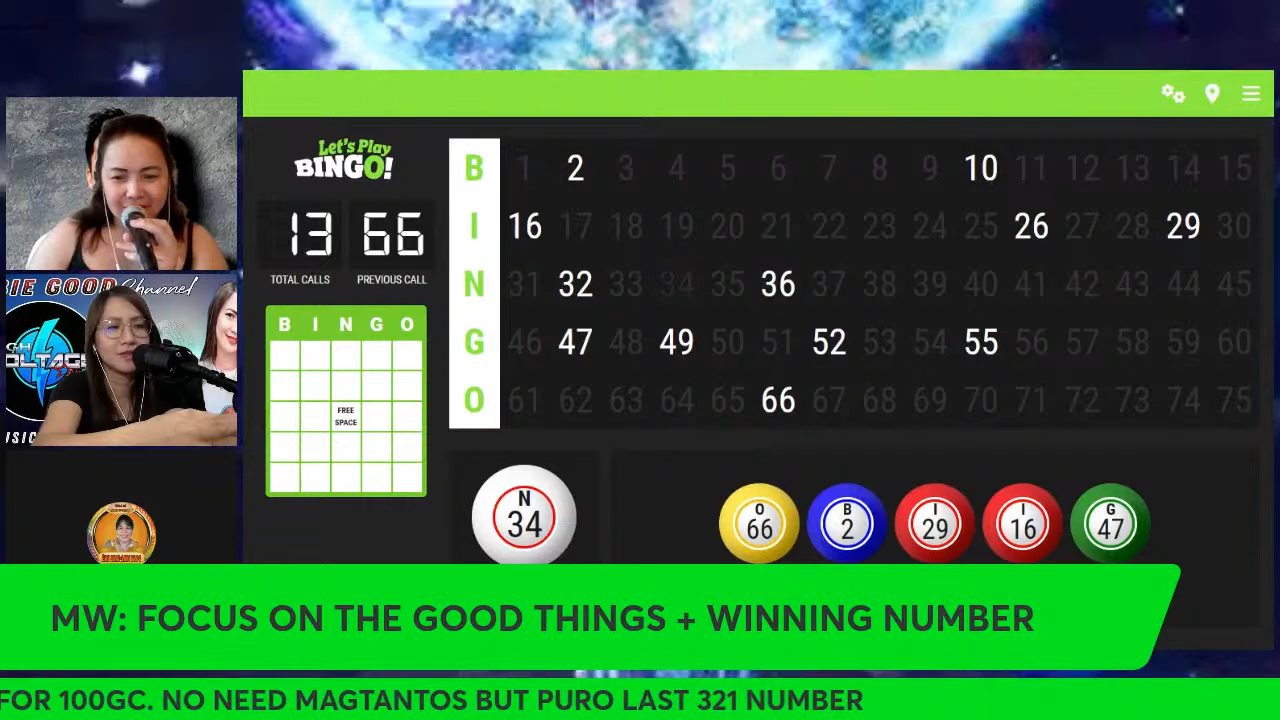 Let's Play
BINGO!
13 66
TOTAL CALLS PREVIOUS CALL
B I N G O
FREE
SPACE
B 1 2 3 4 5 6 7 8 9 10 11 12 13 14 15
I 16 17 18 19 20 21 22 23 24 25 26 27 28 29 30
N 31 32 33 34 35 36 37 38 39 40 41 42 43 44 45
G 46 47 48 49 50 51 52 53 54 55 56 57 58 59 60
O 61 62 63 64 65 66 67 68 69 70 71 72 73 74 75
N
34
O
66
B
2
I
29
I
16
G
47
GOOD Channel
MW: FOCUS ON THE GOOD THINGS + WINNING NUMBER
FOR 100GC. NO NEED MAGTANTOS BUT PURO LAST 321 NUMBER